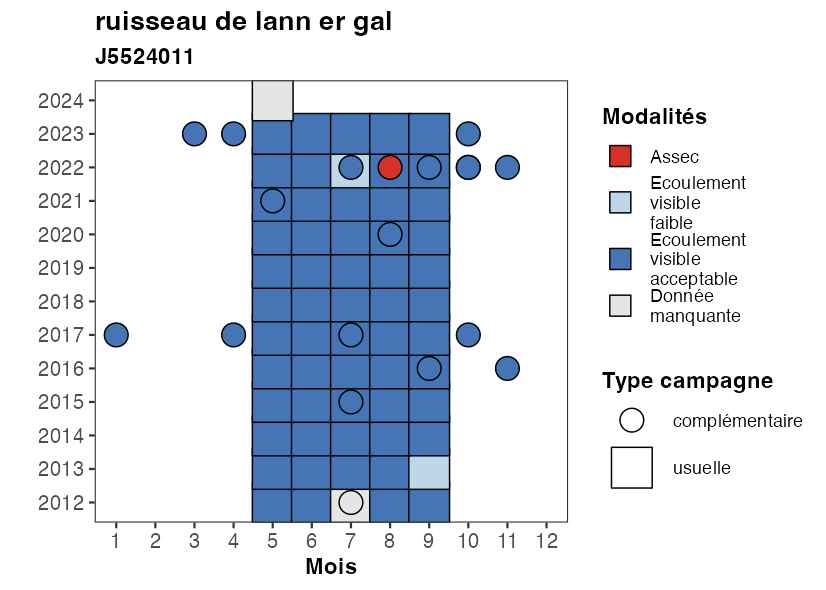 ruisseau de lann er gal
J5524011
2024
2023
2022
2021
2020
2019
2018
2017
2016
2015
2014
2013
2012
1 2 3 4 5 6 7 8 9 10 11 12
Mois
Modalités
Assec
Ecoulement
visible
faible
Ecoulement
visible
acceptable
Donnée
manquante
Type campagne
complémentaire
usuelle